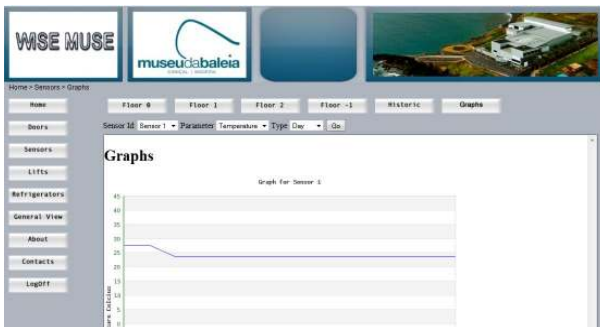 WISE MUSE
museudabaleia
Home > Sensors > Graphs
Home
Floor 0 Floor 1 Floor 2 Floor -1 Historic Graphs
Doors
Sensor Id Sensor 1 Parameter Temperature Type Day Go
Sensors
Graphs
Lifts
Graph for Sensor 1
Refrigerators
45
40
General View
35
About
30
25
Contacts
20
LogOff
15
10
5
0